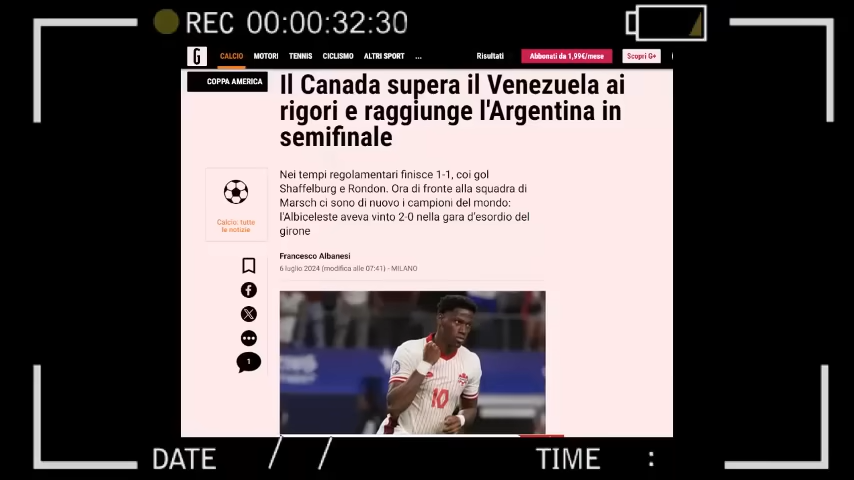 REC 00:00:32:30
G CALCIO MOTORI TENNIS CICLISMO ALTRI SPORT ... Risultati Abbonati da 1,99€/mese Scopri G+
COPPA AMERICA
Il Canada supera il Venezuela ai
rigori e raggiunge l'Argentina in
semifinale
Nei tempi regolamentari finisce 1-1, coi gol
Shaffelburg e Rondon. Ora di fronte alla squadra di
Marsch ci sono di nuovo i campioni del mondo:
l'Albiceleste aveva vinto 2-0 nella gara d'esordio del
girone
Calcio: tutte
le notizie
Francesco Albanesi
6 luglio 2024 (modifica alle 07:41) - MILANO
1
10
DATE / / TIME :